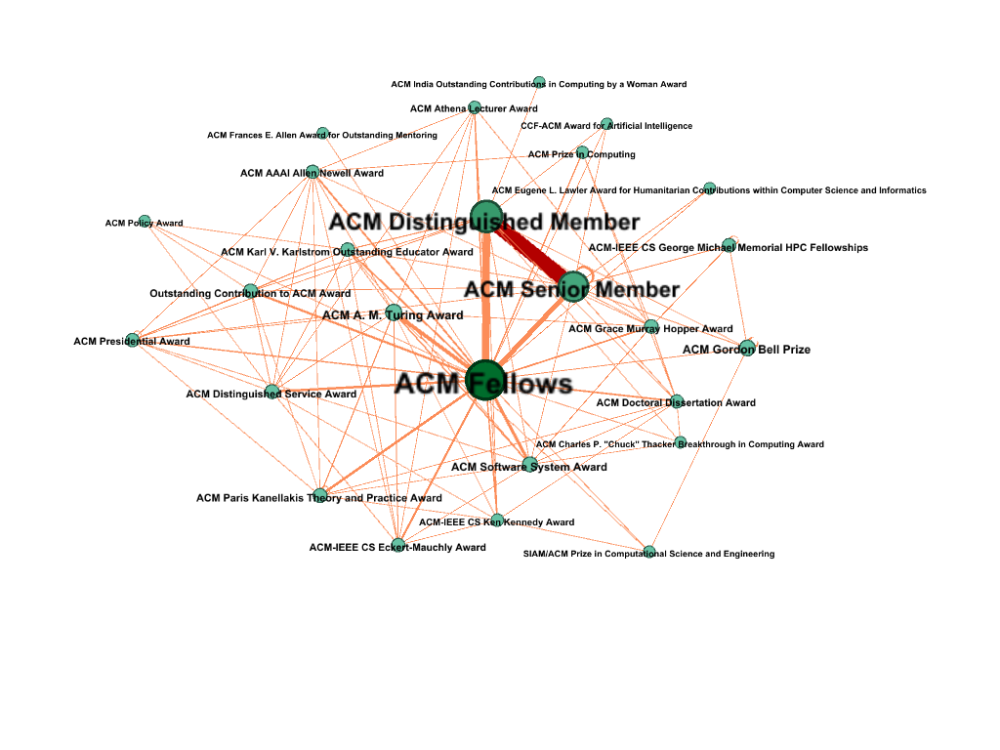 ACM India Outstanding Contributions in Computing by a Woman Award
ACM Athena Lecturer Award
CCF-ACM Award for Artificial Intelligence
ACM Frances E. Allen Award for Outstanding Mentoring
ACM Prize in Computing
ACM AAAI Allen Newell Award
ACM Eugene L. Lawler Award for Humanitarian Contributions within Computer Science and Informatics
ACM Policy Award
ACM Distinguished Member
ACM Karl V. Karlstrom Outstanding Educator Award
ACM-IEEE CS George Michael Memorial HPC Fellowships
Outstanding Contribution to ACM Award
ACM Senior Member
ACM A. M. Turing Award
ACM Grace Murray Hopper Award
ACM Presidential Award
ACM Gordon Bell Prize
ACM Fellows
ACM Distinguished Service Award
ACM Doctoral Dissertation Award
ACM Charles P. "Chuck" Thacker Breakthrough in Computing Award
ACM Software System Award
ACM Paris Kanellakis Theory and Practice Award
ACM-IEEE CS Ken Kennedy Award
ACM-IEEE CS Eckert-Mauchly Award
SIAM/ACM Prize in Computational Science and Engineering